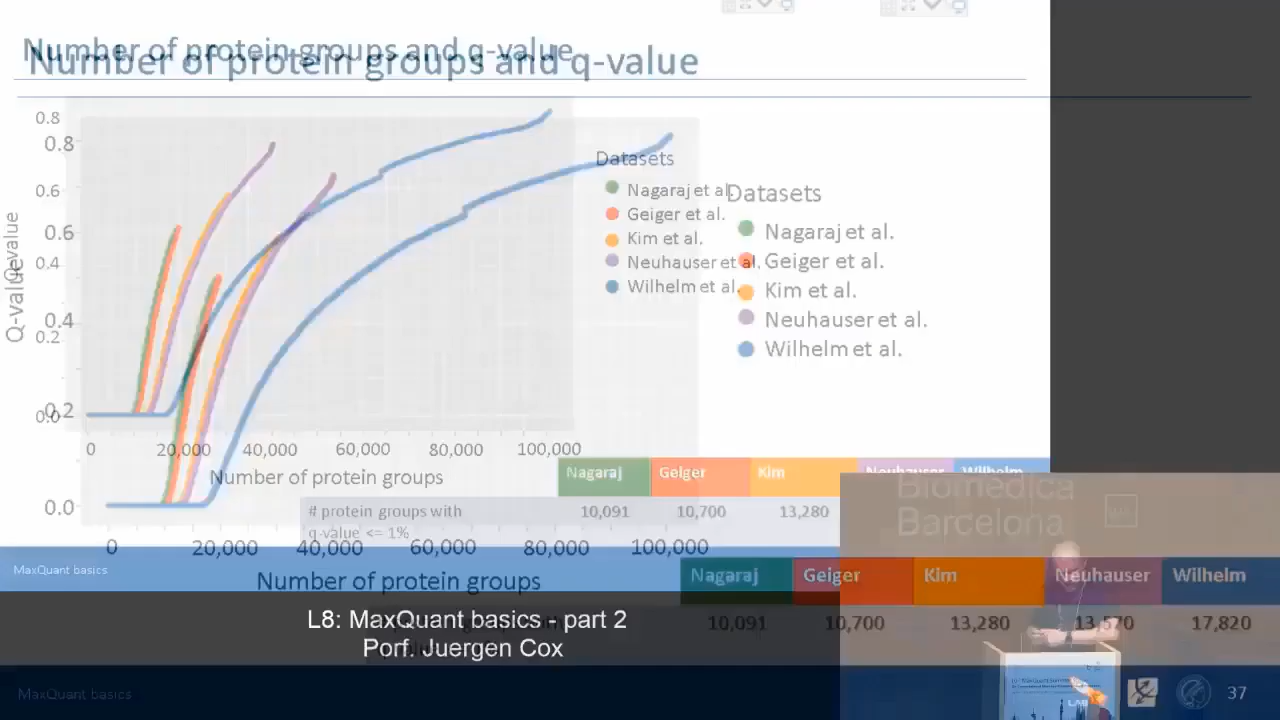 Number of protein groups and q-value
Number of protein groups and q-value
0.8
0.8
0.6
0.6
0.4
0.4
0.2
0.2
0.0
0.0
Q-value
Q-value
Datasets
Nagaraj et al.
Geiger et al.
Kim et al.
Neuhauser et al.
Wilhelm et al.
Datasets
Nagaraj et al.
Geiger et al.
Kim et al.
Neuhauser et al.
Wilhelm et al.
0 20,000 40,000 60,000 80,000 100,000
Number of protein groups
Nagaraj Geiger Kim Neuhauser Wilhelm
# protein groups with
q-value <= 1%
10,091 10,700 13,280
0 20,000 40,000 60,000 80,000 100,000
Number of protein groups
Nagaraj Geiger Kim Neuhauser Wilhelm
10,091 10,700 13,280 13,570 17,820
Biomedica
Barcelona
MaxQuant basics
L8: MaxQuant basics - part 2
Porf. Juergen Cox
MaxQuant basics
LAB
37